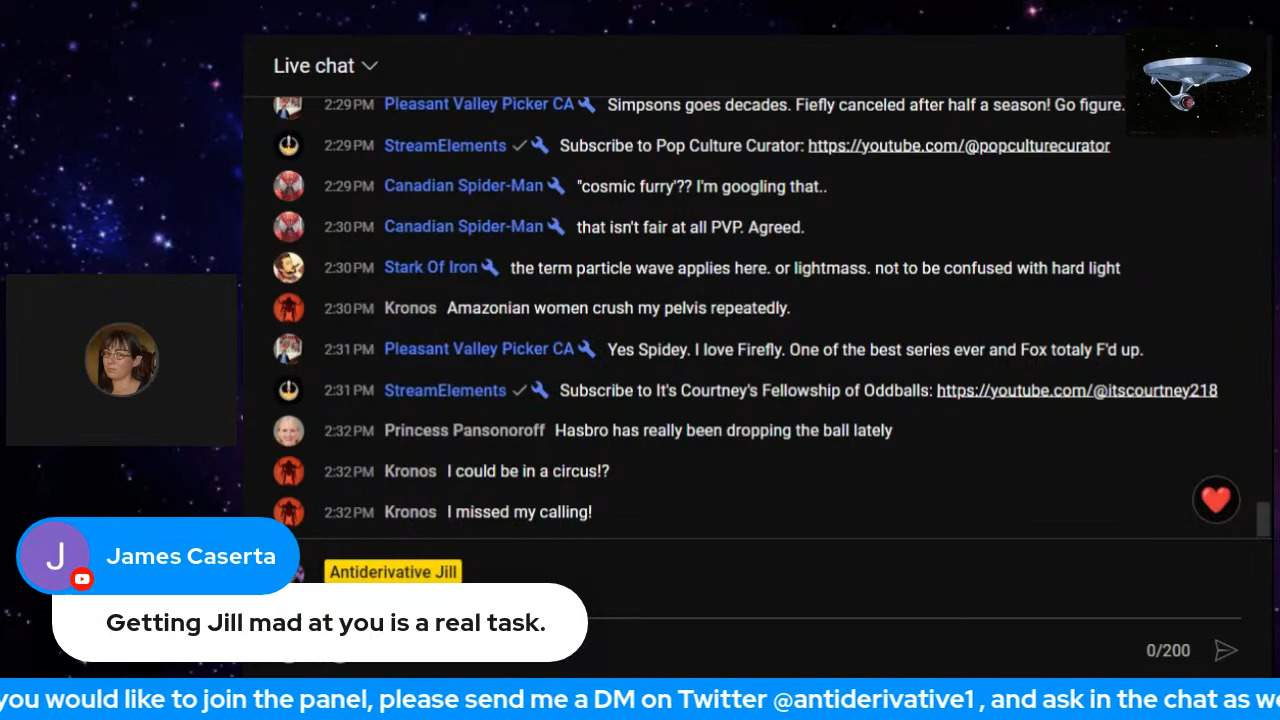 Live chat
2:29 PM Pleasant Valley Picker CA Simpsons goes decades. Fiefly canceled after half a season! Go figure.
2:29 PM StreamElements Subscribe to Pop Culture Curator: https://youtube.com/@popculturecurator
2:29 PM Canadian Spider-Man "cosmic furry'?? I'm googling that..
2:30 PM Canadian Spider-Man that isn't fair at all PVP. Agreed.
2:30 PM Stark Of Iron the term particle wave applies here. or lightmass. not to be confused with hard light
2:30 PM Kronos Amazonian women crush my pelvis repeatedly.
2:31 PM Pleasant Valley Picker CA Yes Spidey. I love Firefly. One of the best series ever and Fox totaly F'd up.
2:31 PM StreamElements Subscribe to It's Courtney's Fellowship of Oddballs: https://youtube.com/@itscourtney218
2:32 PM Princess Pansonoroff Hasbro has really been dropping the ball lately
2:32 PM Kronos I could be in a circus!?
2:32 PM Kronos I missed my calling!
J James Caserta
Antiderivative Jill
Getting Jill mad at you is a real task.
0/200
you would like to join the panel, please send me a DM on Twitter @antiderivative1 , and ask in the chat as we